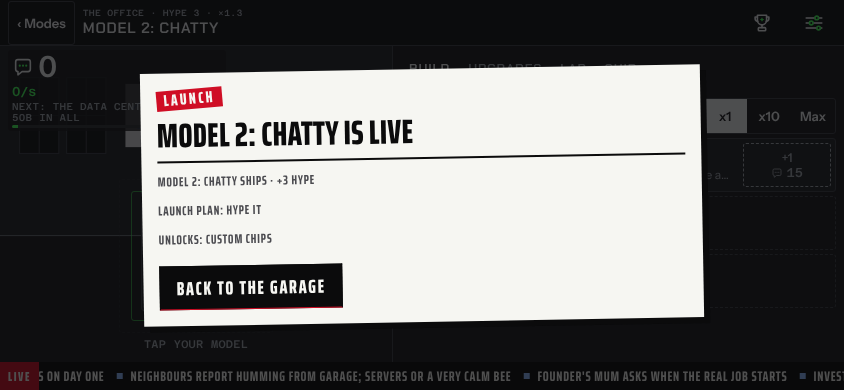 ‹ Modes
THE OFFICE · HYPE 3 · ×1.3
MODEL 2: CHATTY
0
0/s
NEXT: THE DATA CENT
50B IN ALL
x1
x10
Max
+1
15
LAUNCH
MODEL 2: CHATTY IS LIVE
MODEL 2: CHATTY SHIPS · +3 HYPE
LAUNCH PLAN: HYPE IT
UNLOCKS: CUSTOM CHIPS
BACK TO THE GARAGE
TAP YOUR MODEL
LIVE
S ON DAY ONE ■ NEIGHBOURS REPORT HUMMING FROM GARAGE; SERVERS OR A VERY CALM BEE ■ FOUNDER'S MUM ASKS WHEN THE REAL JOB STARTS ■ INVEST